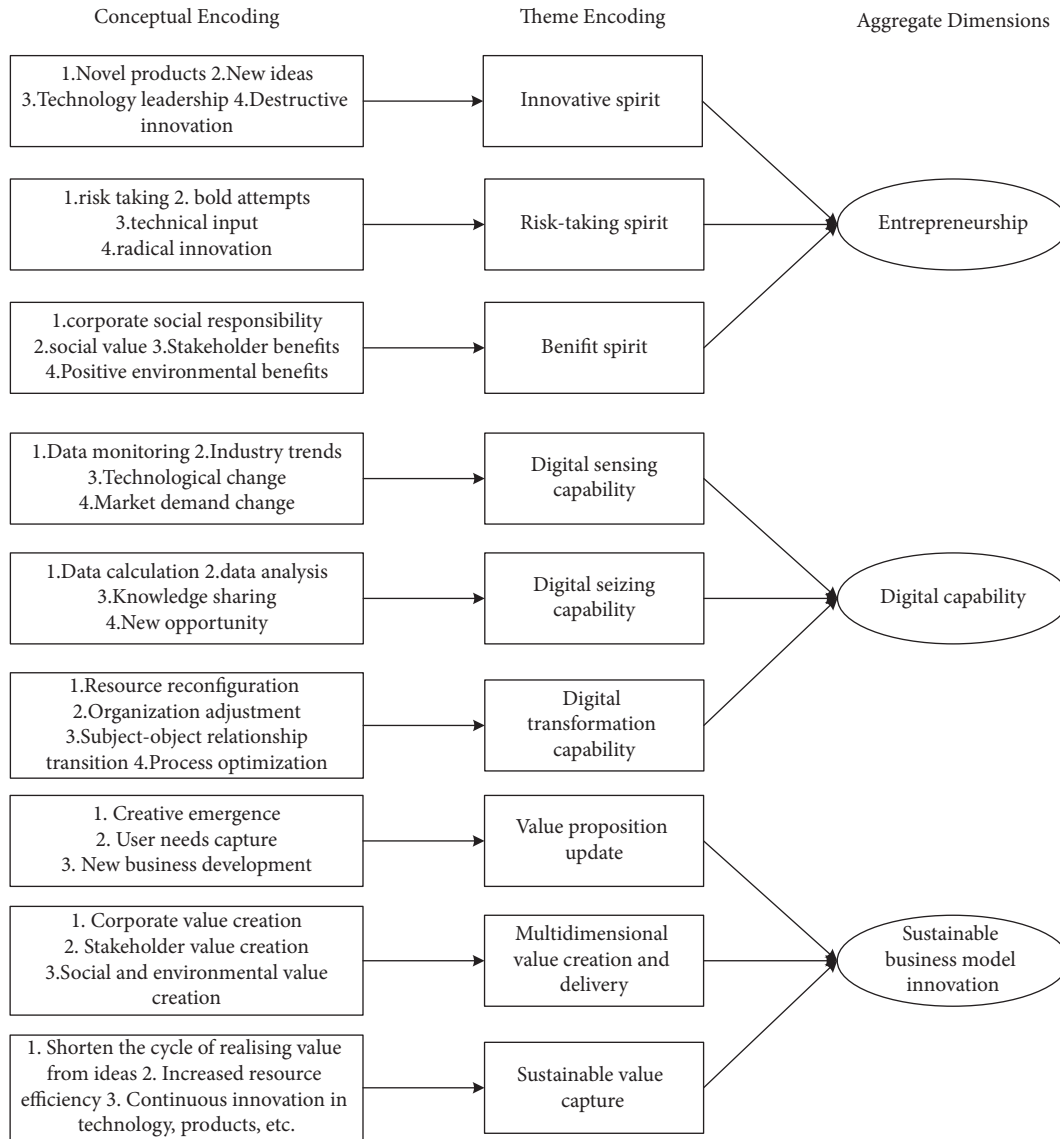 Conceptual Encoding
Theme Encoding
Aggregate Dimensions
1.Novel products 2.New ideas
3.Technology leadership 4.Destructive
innovation
Innovative spirit
1.risk taking 2. bold attempts
3.technical input
4.radical innovation
Risk-taking spirit
Entrepreneurship
1.corporate social responsibility
2.social value 3.Stakeholder benefits
4.Positive environmental benefits
Benifit spirit
1.Data monitoring 2.Industry trends
3.Technological change
4.Market demand change
Digital sensing
capability
1.Data calculation 2.data analysis
3.Knowledge sharing
4.New opportunity
Digital seizing
capability
Digital capability
1.Resource reconfiguration
2.Organization adjustment
3.Subject-object relationship
transition 4.Process optimization
Digital
transformation
capability
1. Creative emergence
2. User needs capture
3. New business development
Value proposition
update
1. Corporate value creation
2. Stakeholder value creation
3.Social and environmental value
creation
Multidimensional
value creation and
delivery
Sustainable
business model
innovation
1. Shorten the cycle of realising value
from ideas 2. Increased resource
efficiency 3. Continuous innovation in
technology, products, etc.
Sustainable value
capture